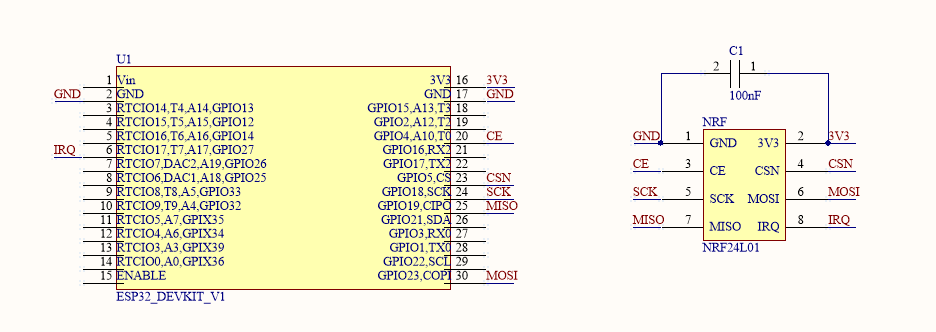 U1
1 Vin 3V3 16 3V3
GND 2 GND GND 17 GND
3 RTCIO14,T4,A14,GPIO13 GPIO15,A13,T3 18
4 RTCIO15,T5,A15,GPIO12 GPIO2,A12,T2 19
5 RTCIO16,T6,A16,GPIO14 GPIO4,A10,T0 20 CE
IRQ 6 RTCIO17,T7,A17,GPIO27 GPIO16,RX2 21
7 RTCIO7,DAC2,A19,GPIO26 GPIO17,TX2 22
8 RTCIO6,DAC1,A18,GPIO25 GPIO5,CS 23 CSN
9 RTCIO8,T8,A5,GPIO33 GPIO18,SCK 24 SCK
10 RTCIO9,T9,A4,GPIO32 GPIO19,CIPO 25 MISO
11 RTCIO5,A7,GPIX35 GPIO21,SDA 26
12 RTCIO4,A6,GPIX34 GPIO3,RX0 27
13 RTCIO3,A3,GPIX39 GPIO1,TX0 28
14 RTCIO0,A0,GPIX36 GPIO22,SCL 29
15 ENABLE GPIO23,COPI 30 MOSI
ESP32_DEVKIT_V1
C1
2 1
100nF
NRF
GND 1 GND 3V3 2 3V3
CE 3 CE CSN 4 CSN
SCK 5 SCK MOSI 6 MOSI
MISO 7 MISO IRQ 8 IRQ
NRF24L01